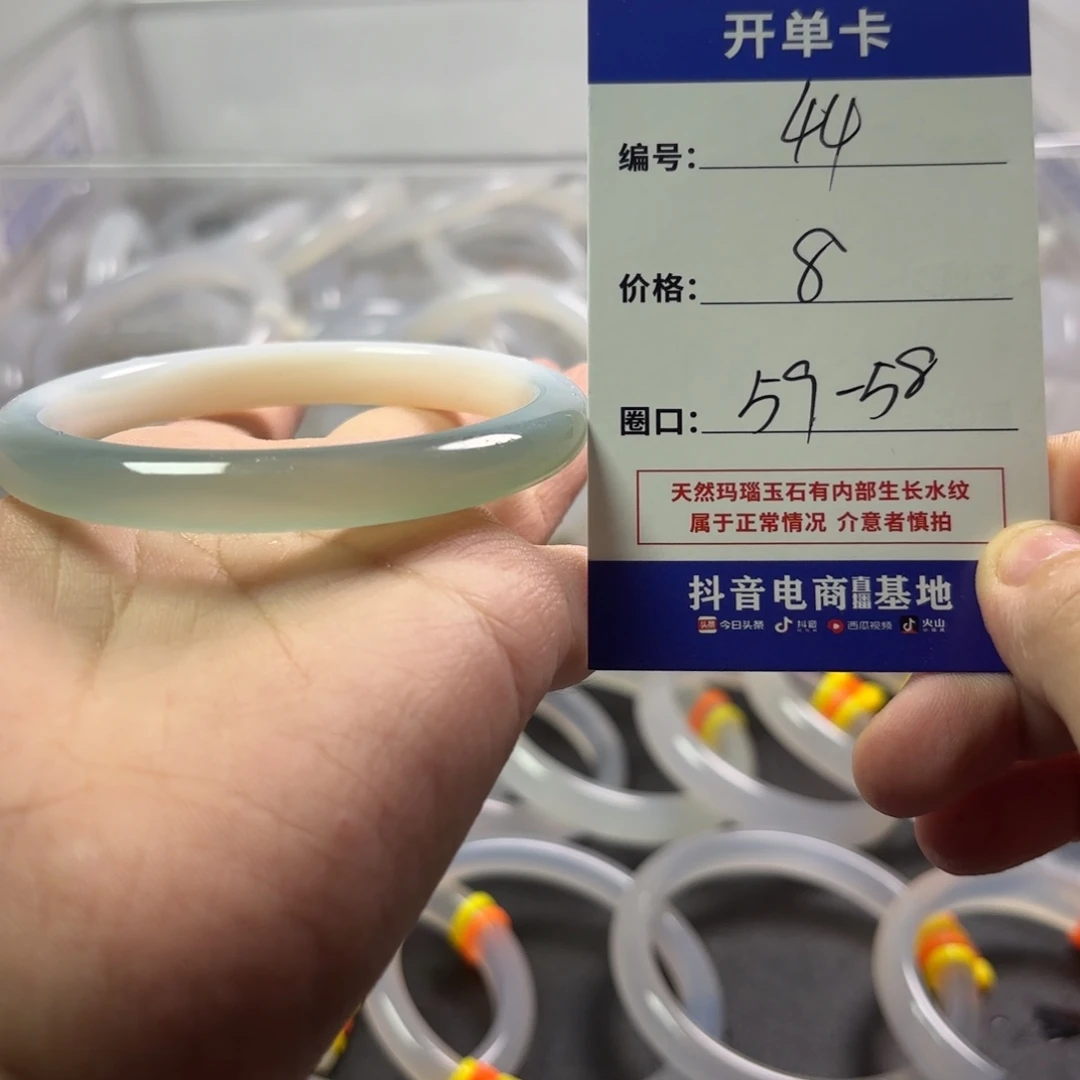 开单卡
编号: 44
价格: 8
圈口: 59-58
天然玛瑙玉石有内部生长水纹
属于正常情况 介意者慎拍
抖音电商直播基地
头条 今日头条 抖音 西瓜视频 火山